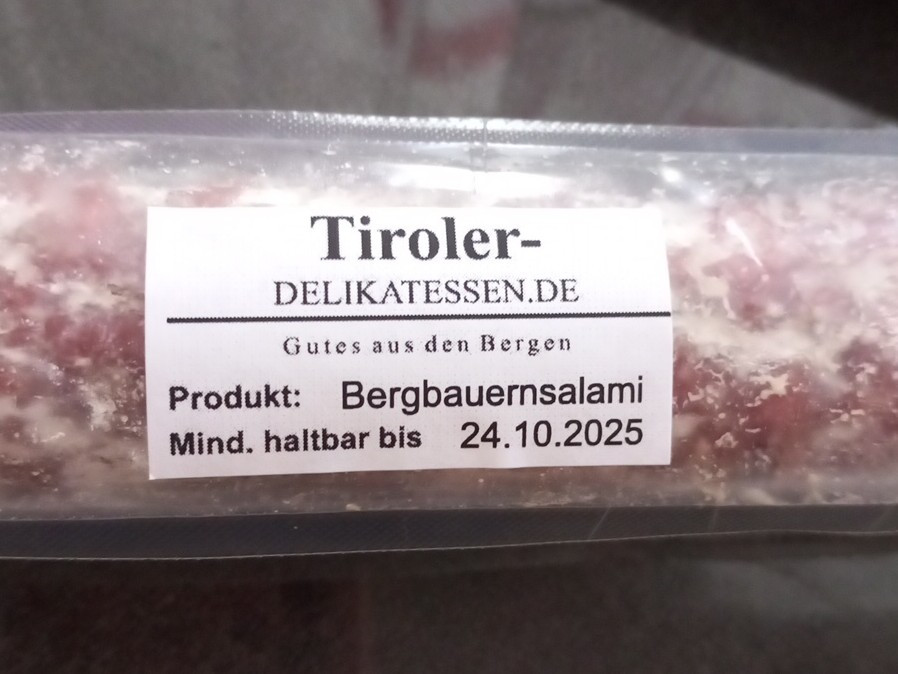 Tiroler-
DELIKATESSEN.DE
Gutes aus den Bergen
Produkt: Bergbauernsalami
Mind. haltbar bis 24.10.2025